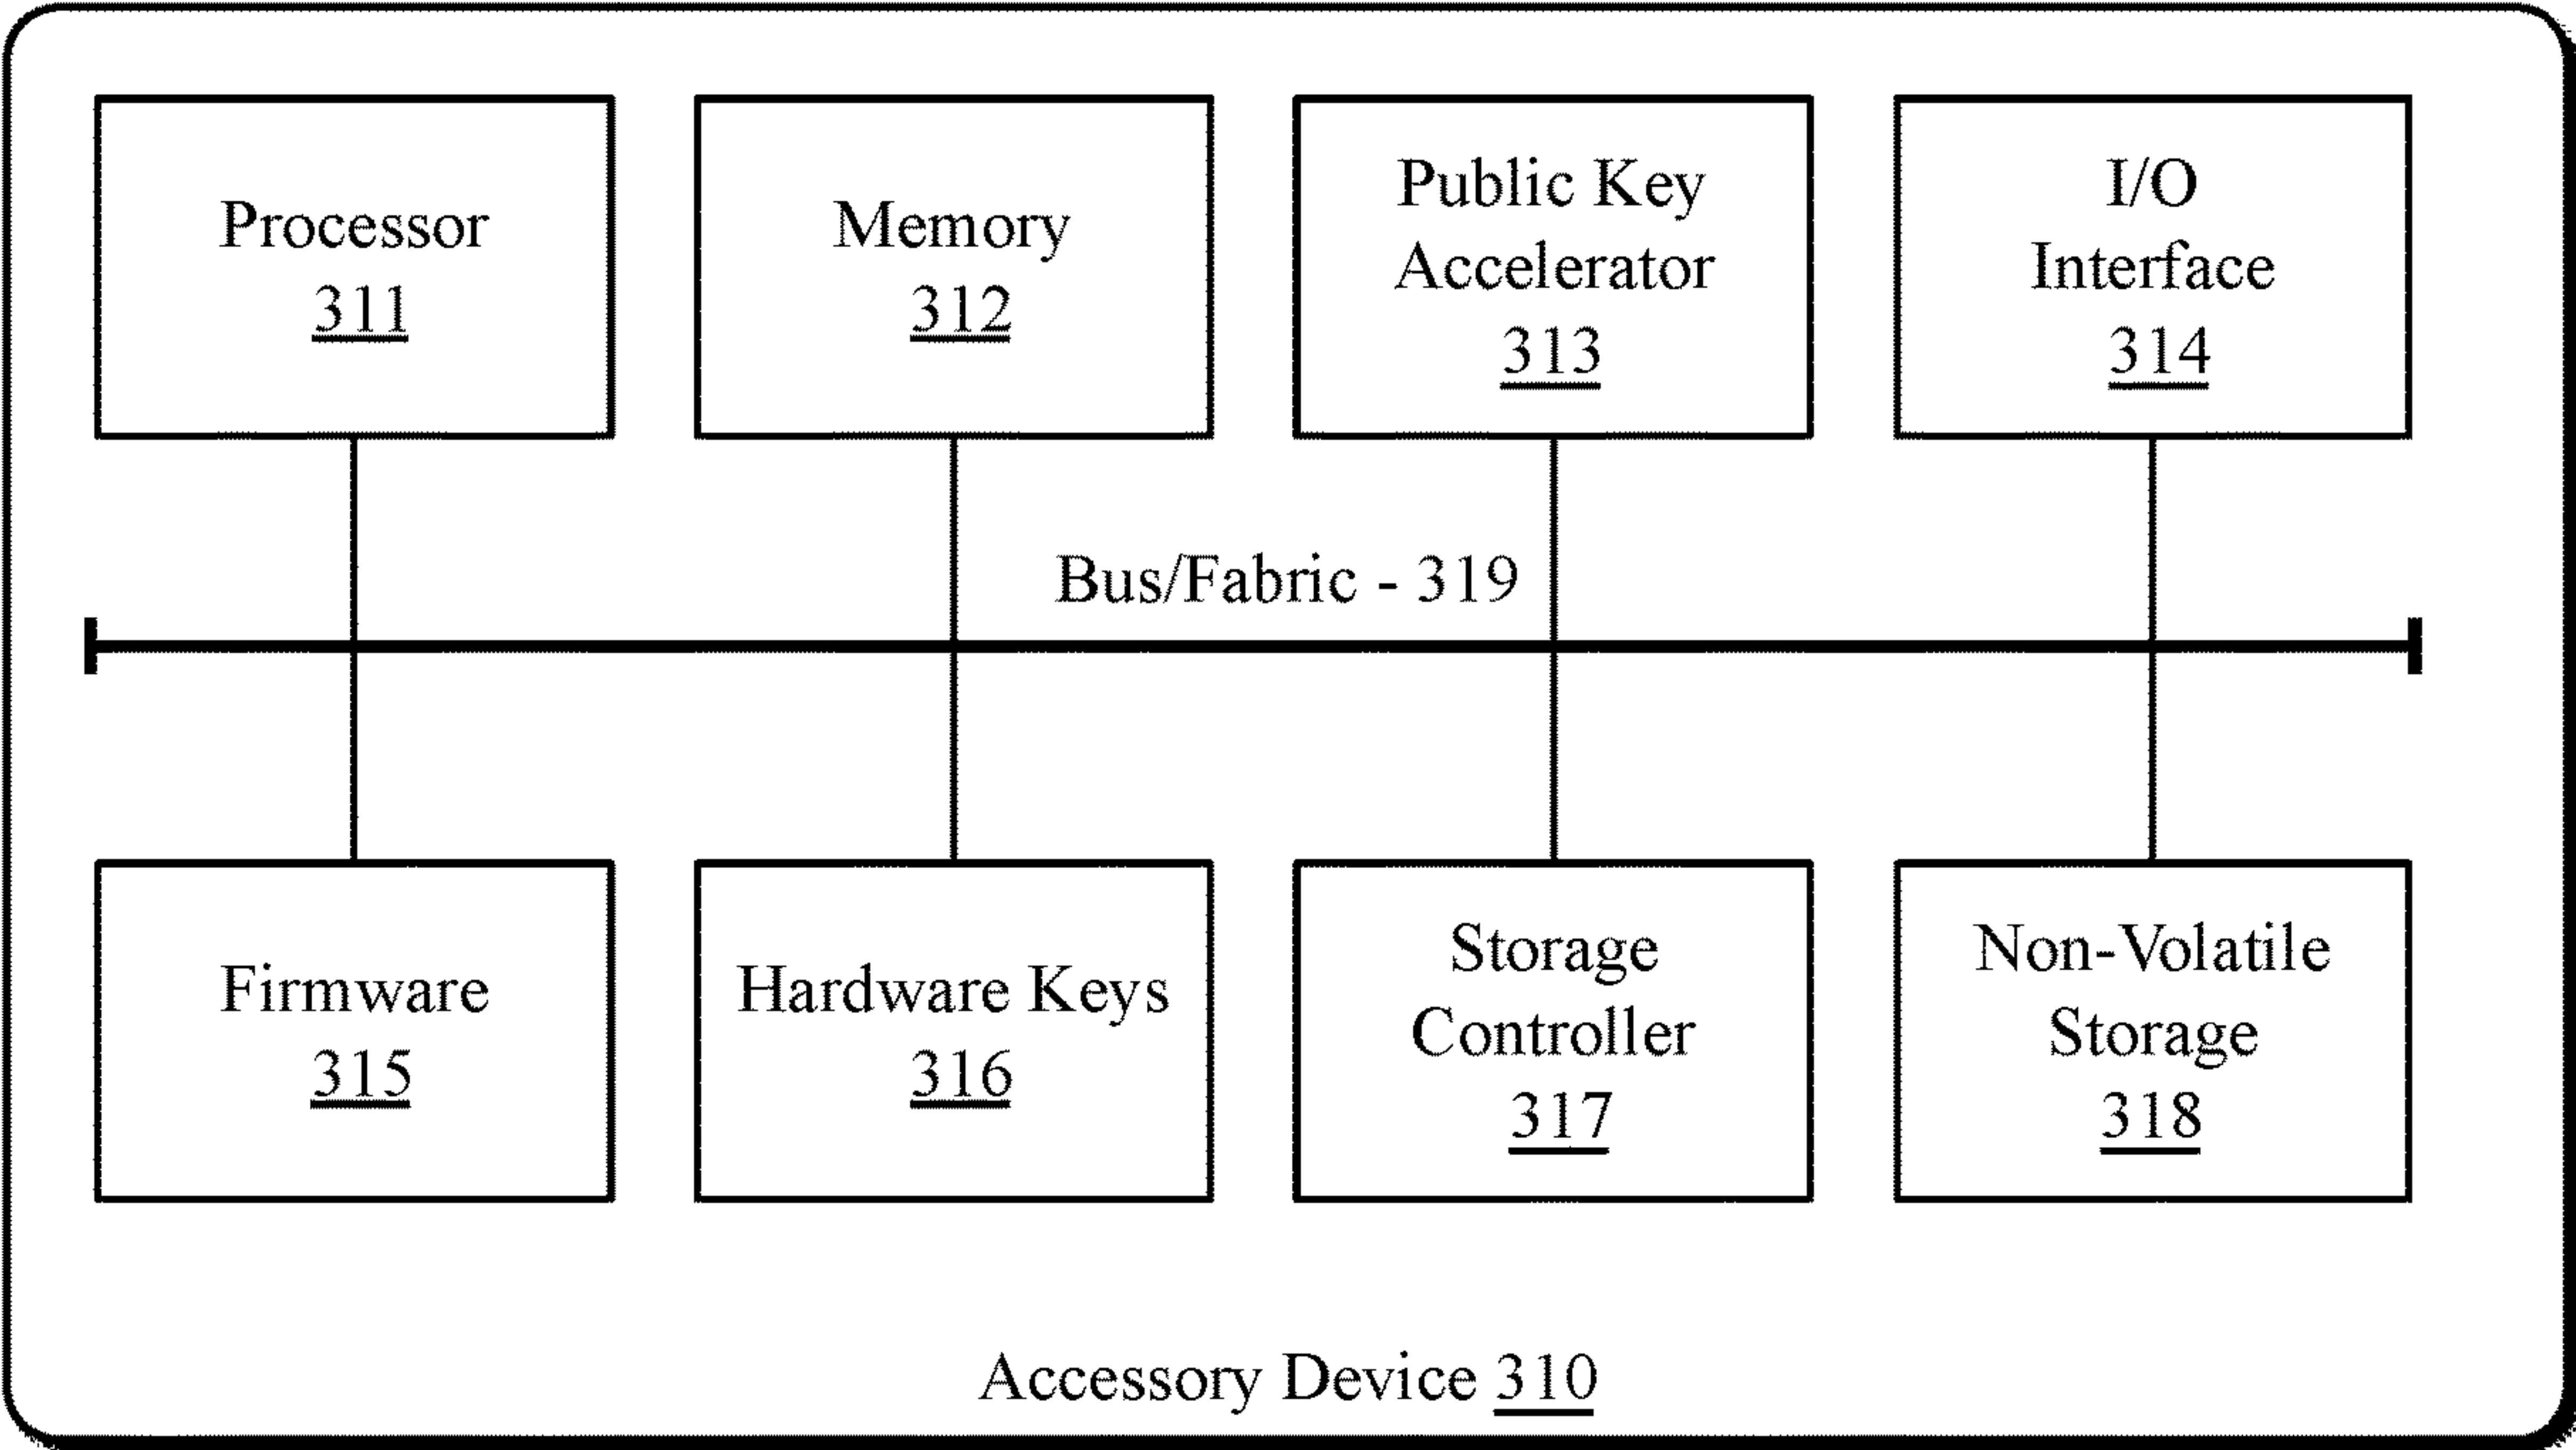 Processor
311
Memory
312
Public Key
Accelerator
313
I/O
Interface
314
Bus/Fabric - 319
Firmware
315
Hardware Keys
316
Storage
Controller
317
Non-Volatile
Storage
318
Accessory Device 310